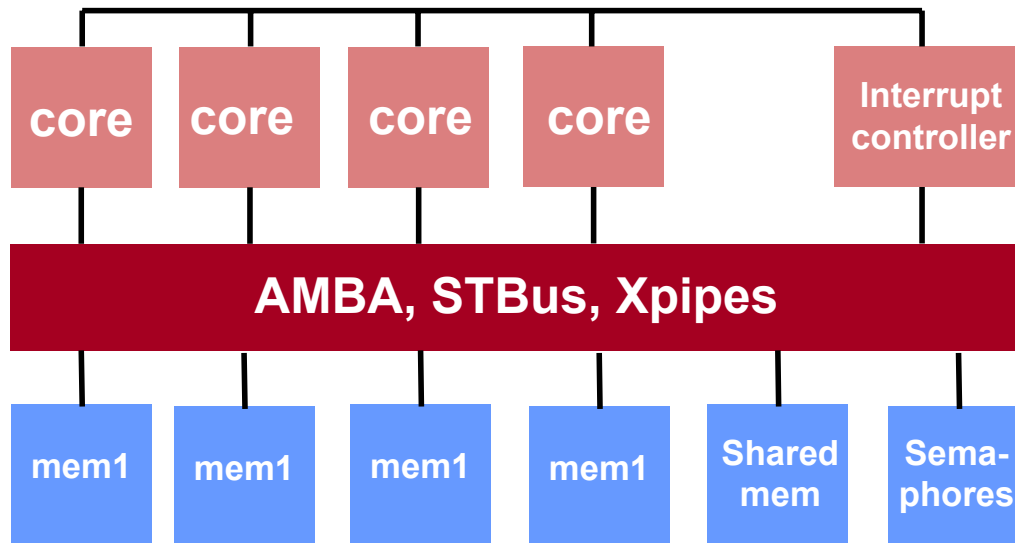 core
core
core
core
Interrupt
controller
AMBA, STBus, Xpipes
mem1
mem1
mem1
mem1
Shared
mem
Sema-
phores